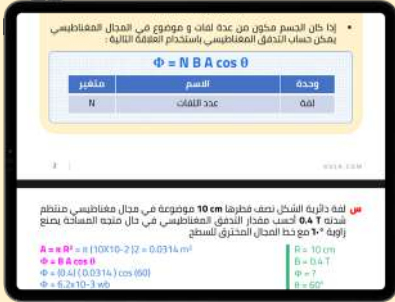 إذا كان الجسم مكون من عدة لفات و موضوع في المجال المغناطيسي
يمكن حساب التدفق المغناطيسي باستخدام العلاقة التالية :
Φ = N B A cos θ
متغير الاسم وحدة
N عدد اللفات لفة
س لفة دائرية الشكل نصف قطرها 10 cm موضوعة في مجال مغناطيسي منتظم
شدته 0.4 T أحسب مقدار التدفق المغناطيسي في حال متجه المساحة يصنع
زاوية °٦٠ مع خط المجال المخترق للسطح
A = π R² = π (10X10-2 )2 = 0.0314 m²
R = 10 cm
Φ = B A cos θ
B = 0.4 T
Φ = (0.4) ( 0.0314 ) cos (60)
Φ = ?
Φ = 6.2x10-3 wb
θ = 60°